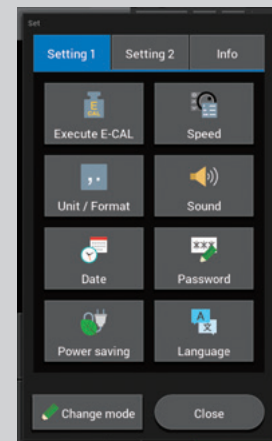 Set
Setting 1 Setting 2 Info
E
CAL
Execute E-CAL Speed
, .
Unit / Format Sound
***
Date Password
A
文
Power saving Language
Change mode Close